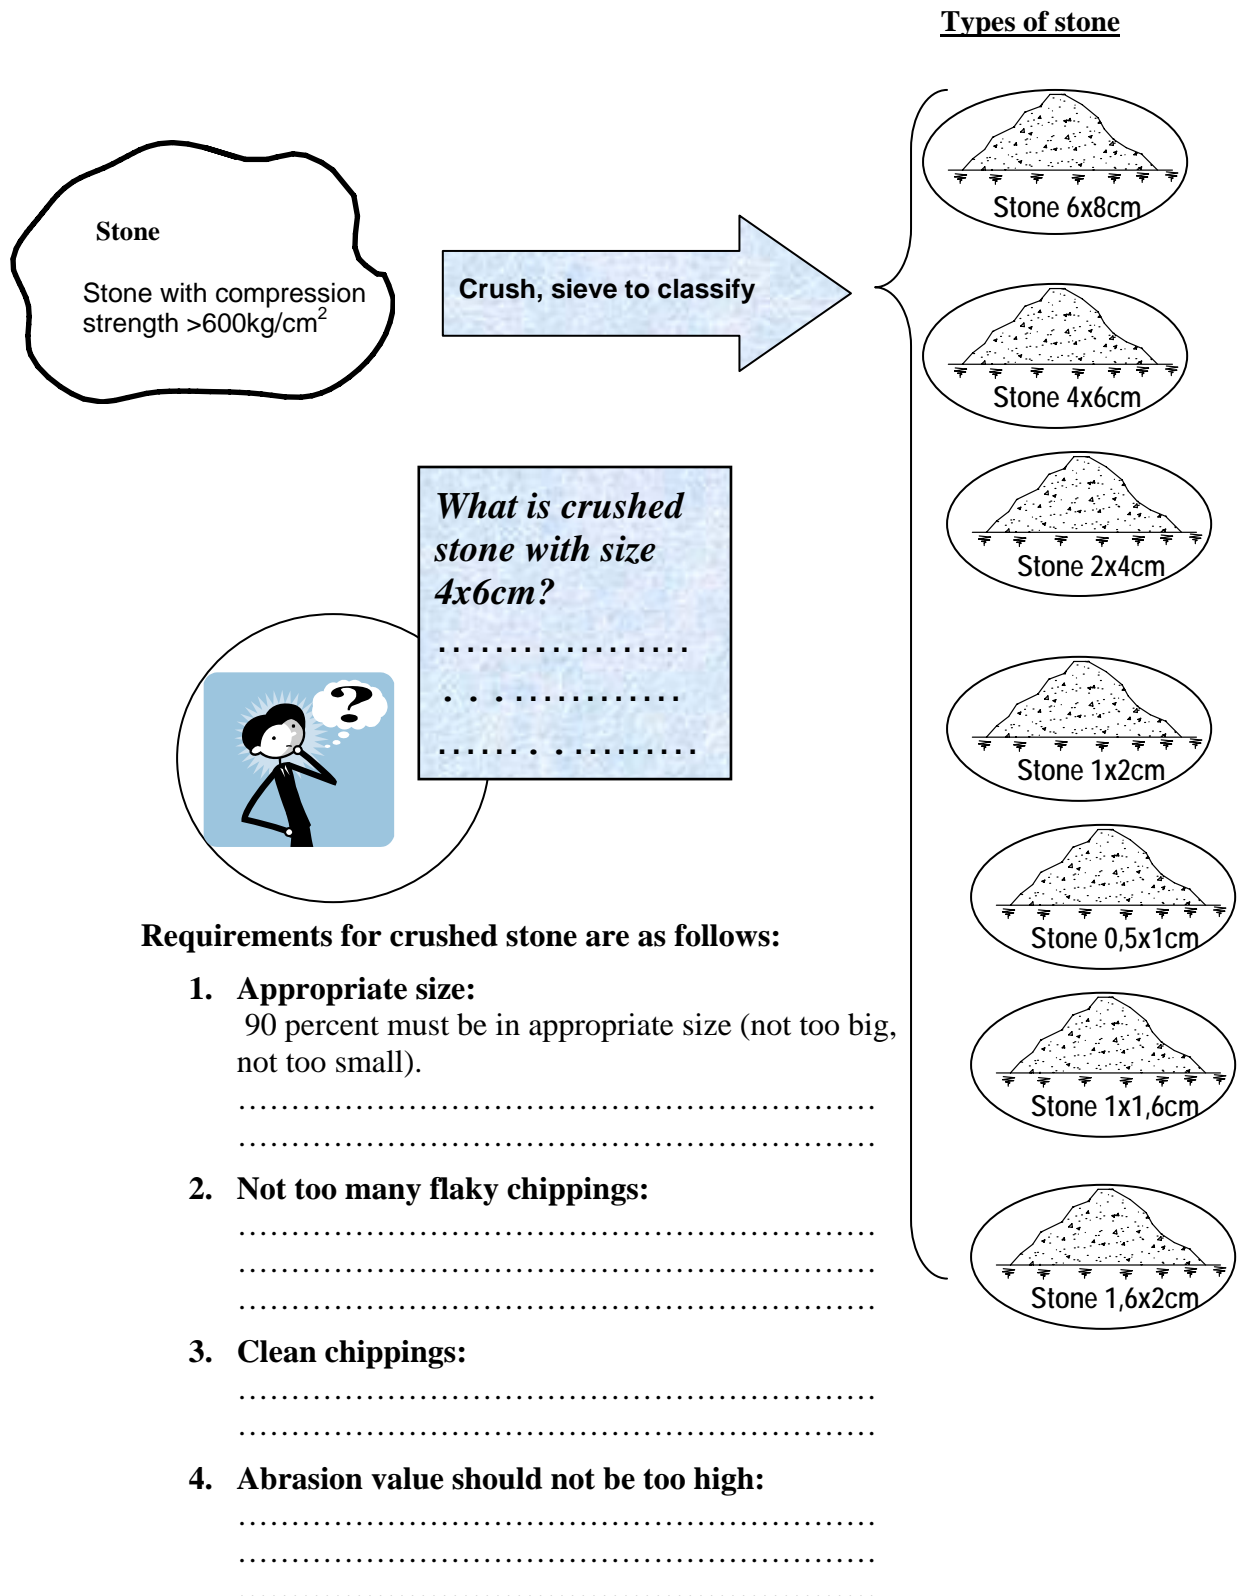 Types of stone
Stone
Stone with compression
strength >600kg/cm²
Crush, sieve to classify
Stone 6x8cm
Stone 4x6cm
Stone 2x4cm
Stone 1x2cm
Stone 0,5x1cm
Stone 1x1,6cm
Stone 1,6x2cm
What is crushed
stone with size
4x6cm?
..................
...............
..................
?
Requirements for crushed stone are as follows:
1. Appropriate size:
90 percent must be in appropriate size (not too big,
not too small).
……………………………………………………
……………………………………………………
2. Not too many flaky chippings:
……………………………………………………
……………………………………………………
……………………………………………………
3. Clean chippings:
……………………………………………………
……………………………………………………
4. Abrasion value should not be too high:
……………………………………………………
……………………………………………………
……………………………………………………